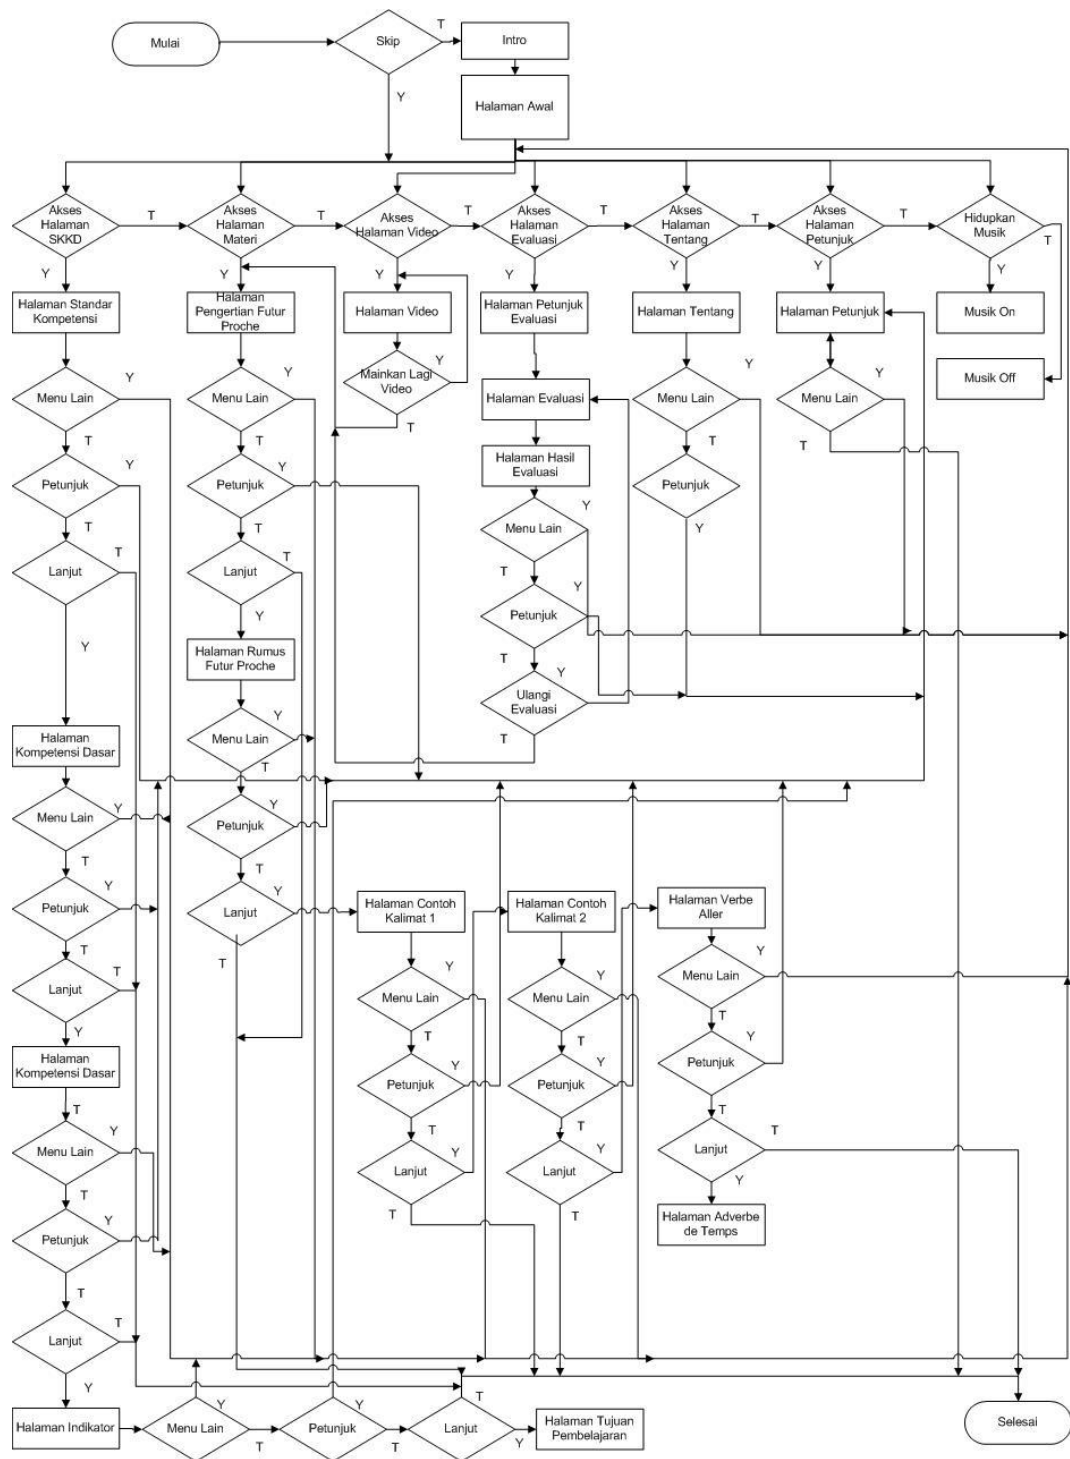 Mulai
Skip
T
Intro
Y
Halaman Awal
Akses
Halaman
SKKD
T
Akses
Halaman
Materi
T
Akses
Halaman Video
T
Akses
Halaman
Evaluasi
T
Akses
Halaman
Tentang
T
Akses
Halaman
Petunjuk
T
Hidupkan
Musik
T
Y
Y
Y
Y
Y
Y
Y
Halaman Standar
Kompetensi
Halaman
Pengertian Futur
Proche
Halaman Video
Halaman Petunjuk
Evaluasi
Halaman Tentang
Halaman Petunjuk
Musik On
Musik Off
Menu Lain
Y
T
Petunjuk
Y
T
Lanjut
T
Y
Halaman
Kompetensi Dasar
Menu Lain
Y
T
Petunjuk
Y
T
Lanjut
T
Y
Halaman
Kompetensi Dasar
T
Menu Lain
Y
T
Petunjuk
Y
T
Lanjut
T
Y
Halaman Indikator
Menu Lain
Y
T
Petunjuk
Y
T
Lanjut
T
Y
Halaman Tujuan
Pembelajaran
Menu Lain
Y
T
Petunjuk
Y
T
Lanjut
T
Y
Halaman Rumus
Futur Proche
Menu Lain
Y
T
Petunjuk
Y
T
Lanjut
Y
T
Mainkan Lagi
Video
Y
T
Halaman Evaluasi
Halaman Hasil
Evaluasi
Menu Lain
Y
T
Petunjuk
Y
T
Ulangi
Evaluasi
Y
T
Menu Lain
Y
T
Petunjuk
Y
Menu Lain
Y
T
Halaman Contoh
Kalimat 1
Menu Lain
Y
T
Petunjuk
Y
T
Lanjut
Y
T
Halaman Contoh
Kalimat 2
Menu Lain
Y
T
Petunjuk
Y
T
Lanjut
Y
T
Halaman Verbe
Aller
Menu Lain
Y
T
Petunjuk
Y
T
Lanjut
T
Y
Halaman Adverbe
de Temps
Selesai